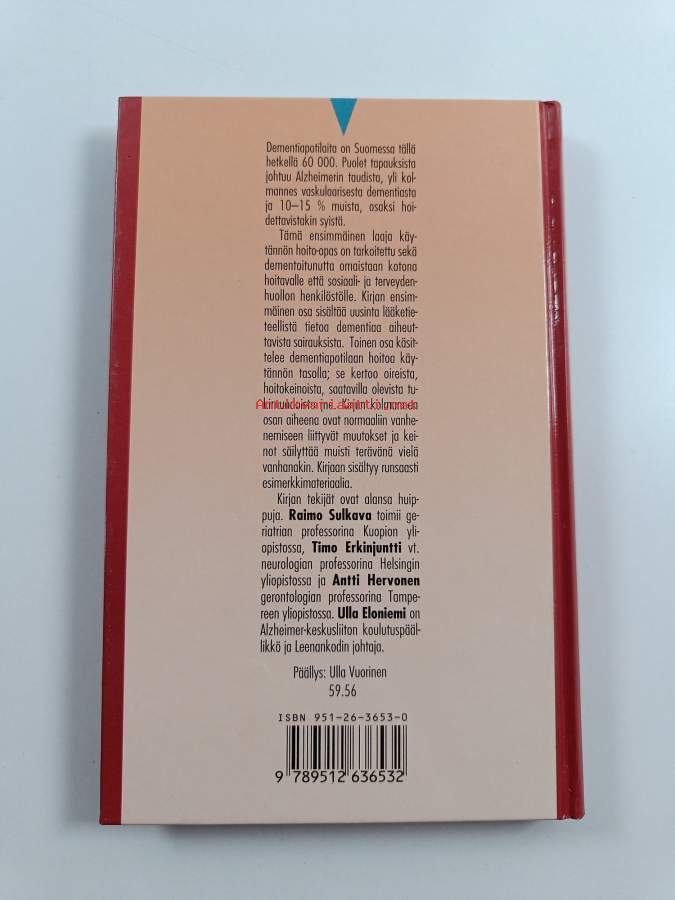 Dementiapotilaita on Suomessa tällä
hetkellä 60 000. Puolet tapauksista
johtuu Alzheimerin taudista, yli kol-
mannes vaskulaarisesta dementiasta
ja 10–15 % muista, osaksi hoi-
dettavistakin syistä.
Tämä ensimmäinen laaja käy-
tännön hoito-opas on tarkoitettu sekä
dementoitunutta omaistaan kotona
hoitavalle että sosiaali- ja terveyden-
huollon henkilöstölle. Kirjan ensim-
mäinen osa sisältää uusinta lääketie-
teellistä tietoa dementiaa aiheut-
tavista sairauksista. Toinen osa käsit-
telee dementiapotilaan hoitoa käy-
tännön tasolla; se kertoo oireista,
hoitokeinoista, saatavilla olevista tu-
kimuodoista jne. Kirjan kolmannen
osan aiheena ovat normaaliin vanhe-
nemiseen liittyvät muutokset ja kei-
not säilyttää muisti terävänä vielä
vanhanakin. Kirjaan sisältyy runsaasti
esimerkkimateriaalia.
Kirjan tekijät ovat alansa huip-
puja. Raimo Sulkava toimii ge-
riatrian professorina Kuopion yli-
opistossa, Timo Erkinjuntti vt.
neurologian professorina Helsingin
yliopistossa ja Antti Hervonen
gerontologian professorina Tampe-
reen yliopistossa. Ulla Eloniemi on
Alzheimer-keskusliiton koulutuspääl-
likkö ja Leenankodin johtaja.
Päällys: Ulla Vuorinen
59.56
ISBN 951-26-3653-0
9 789512 636532